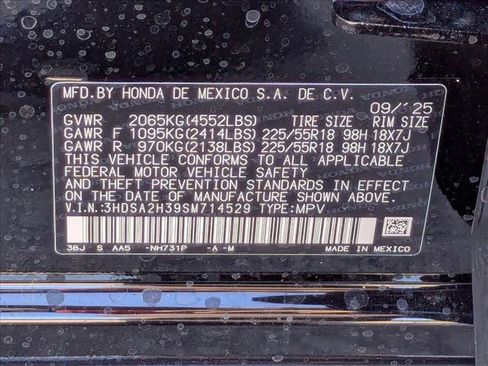 MFD.BY HONDA DE MEXICO S.A. DE C.V.
09/125
GVWR 2065KG(4552LBS) TIRE SIZE RIM SIZE
GAWR F 1095KG(2414LBS) 225/55R18 98H 18X7J
GAWR R 970KG(2138LBS) 225/55R18 98H 18X7J
THIS VEHICLE CONFORMS TO ALL APPLICABLE
FEDERAL MOTOR VEHICLE SAFETY
AND THEFT PREVENTION STANDARDS IN EFFECT
ON THE DATE OF MANUFACTURE SHOWN ABOVE.
V.I.N.:3HDSA2H39SM714529 TYPE:MPV
3BJ S AA5 -NH731P -A -M MADE IN MEXICO